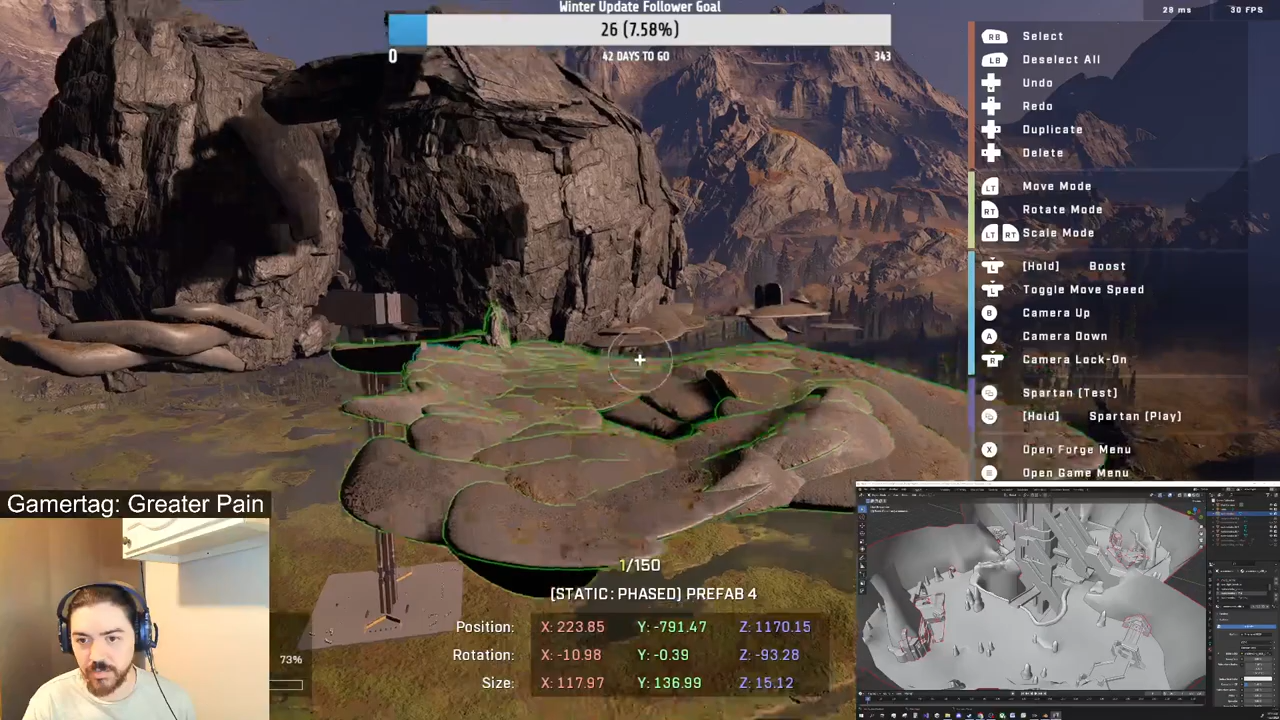 Winter Update Follower Goal
26 (7.58%)
0
42 DAYS TO GO
343
28 ms
30 FPS
RB Select
LB Deselect All
Undo
Redo
Duplicate
Delete
LT Move Mode
RT Rotate Mode
LT RT Scale Mode
L [Hold] Boost
L Toggle Move Speed
B Camera Up
A Camera Down
R Camera Lock-On
Spartan (Test)
[Hold] Spartan (Play)
X Open Forge Menu
Open Game Menu
Gamertag: Greater Pain
1/150
[STATIC: PHASED] PREFAB 4
Position: X: 223.85 Y: -791.47 Z: 1170.15
Rotation: X: -10.98 Y: -0.39 Z: -93.28
Size: X: 117.97 Y: 136.99 Z: 15.12
73%